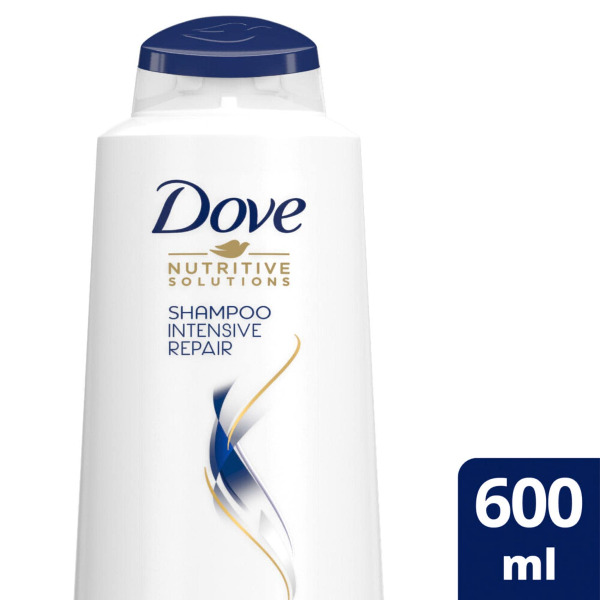 Dove
NUTRITIVE
SOLUTIONS
SHAMPOO
INTENSIVE
REPAIR
600
ml